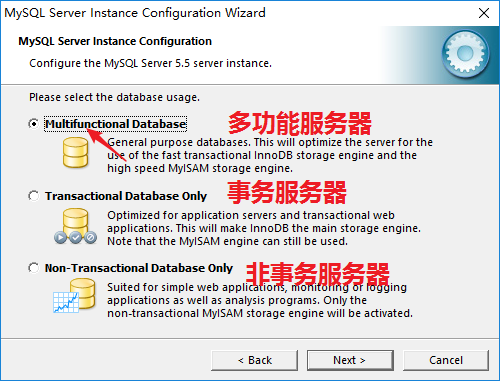 MySQL Server Instance Configuration Wizard
MySQL Server Instance Configuration
Configure the MySQL Server 5.5 server instance.
Please select the database usage.
Multifunctional Database
多功能服务器
General purpose databases. This will optimize the server for the
use of the fast transactional InnoDB storage engine and the
high speed MyISAM storage engine.
Transactional Database Only
事务服务器
Optimized for application servers and transactional web
applications. This will make InnoDB the main storage engine.
Note that the MyISAM engine can still be used.
Non-Transactional Database Only
非事务服务器
Suited for simple web applications, monitoring or logging
applications as well as analysis programs. Only the
non-transactional MyISAM storage engine will be activated.
< Back
Next >
Cancel